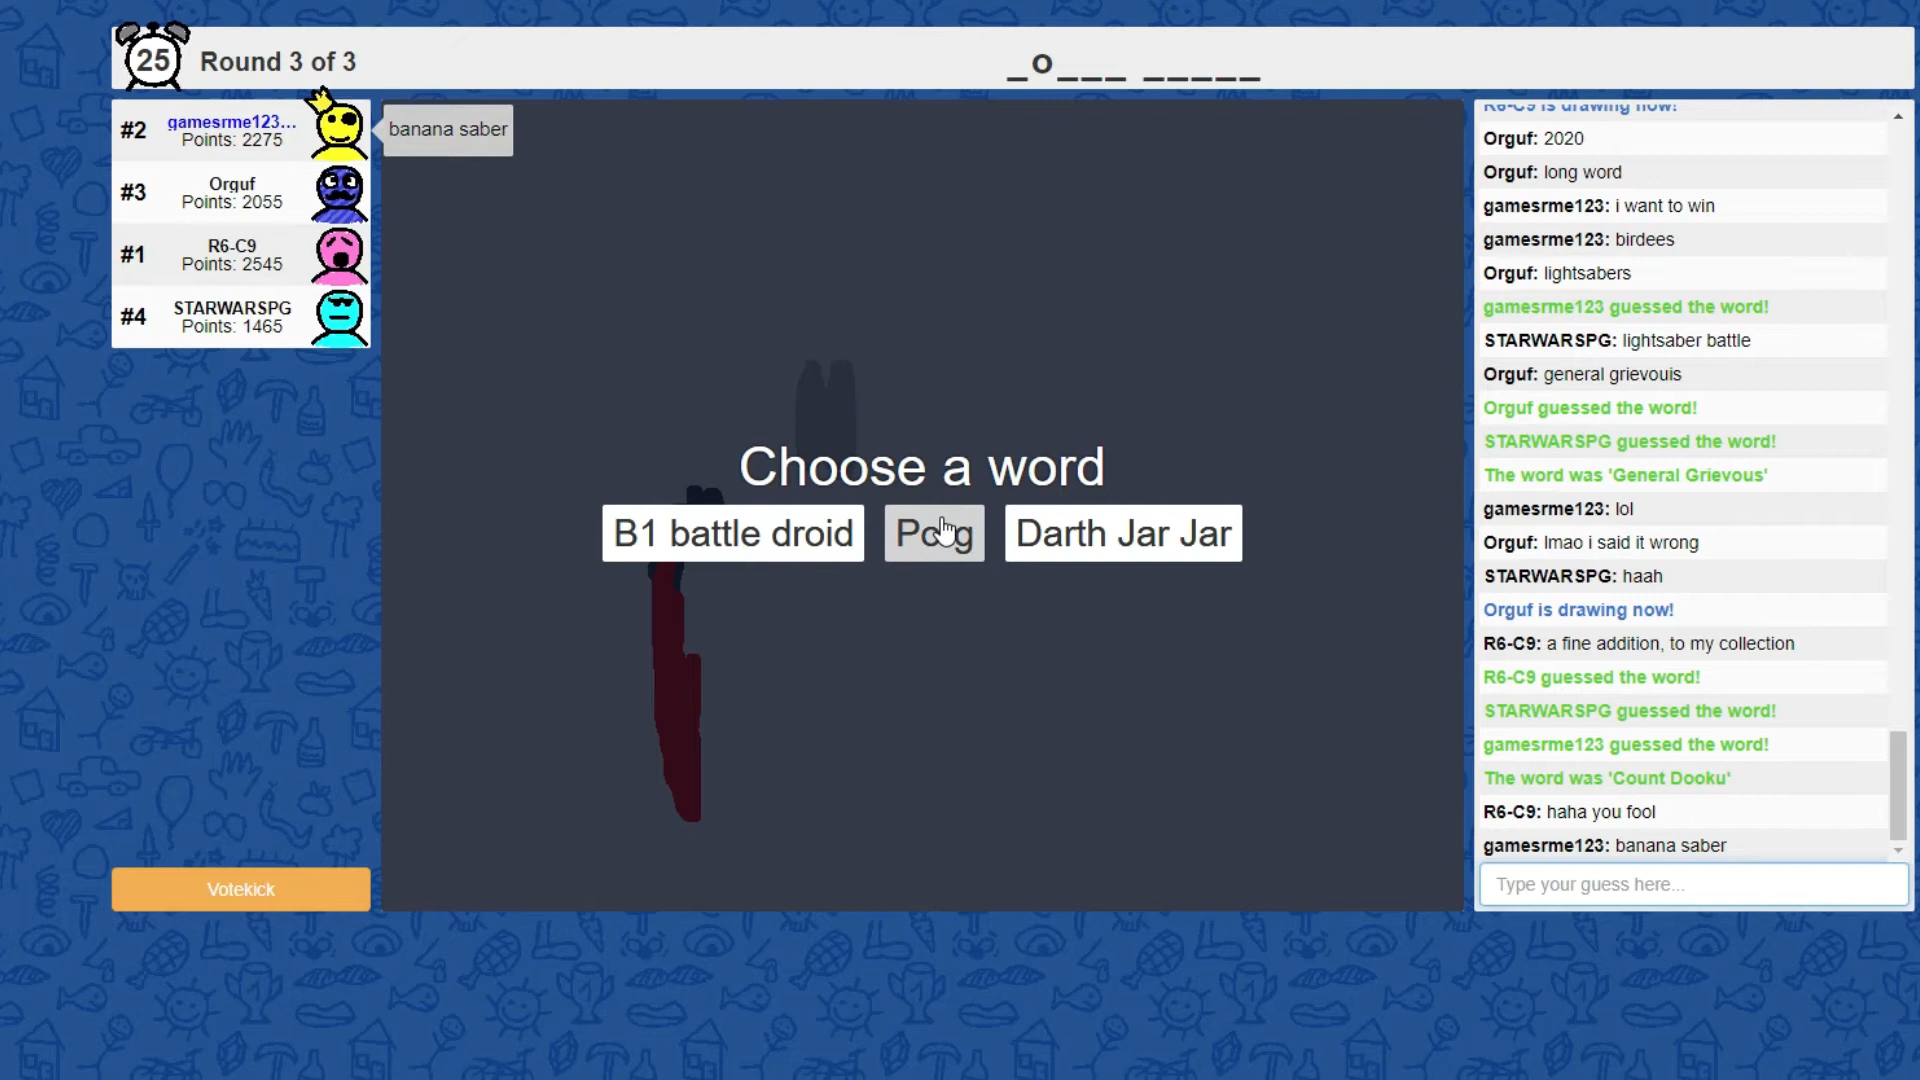 25
Round 3 of 3
_o___ _____
#2
gamesrme123...
Points: 2275
banana saber
#3
Orguf
Points: 2055
#1
R6-C9
Points: 2545
#4
STARWARSPG
Points: 1465
Votekick
Choose a word
B1 battle droid
Darth Jar Jar
R6-C9 is drawing now!
Orguf: 2020
Orguf: long word
gamesrme123: i want to win
gamesrme123: birdees
Orguf: lightsabers
gamesrme123 guessed the word!
STARWARSPG: lightsaber battle
Orguf: general grievouis
Orguf guessed the word!
STARWARSPG guessed the word!
The word was 'General Grievous'
gamesrme123: lol
Orguf: lmao i said it wrong
STARWARSPG: haah
Orguf is drawing now!
R6-C9: a fine addition, to my collection
R6-C9 guessed the word!
STARWARSPG guessed the word!
gamesrme123 guessed the word!
The word was 'Count Dooku'
R6-C9: haha you fool
gamesrme123: banana saber
Type your guess here...